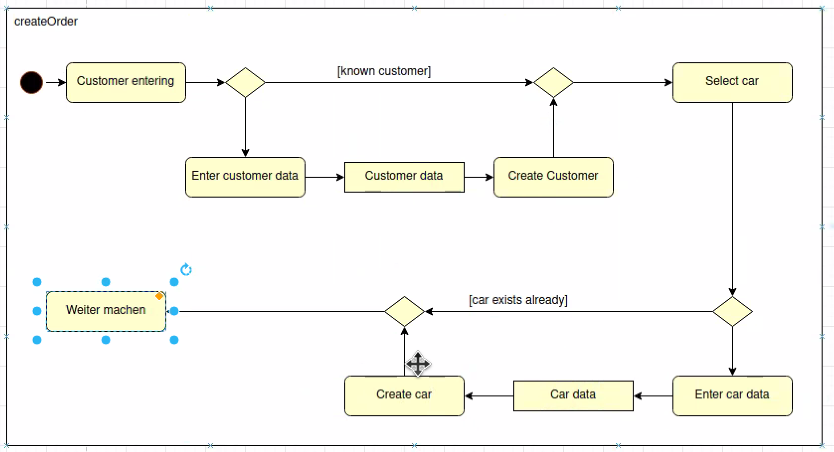 createOrder
Customer entering
[known customer]
Select car
Enter customer data
Customer data
Create Customer
Weiter machen
[car exists already]
Create car
Car data
Enter car data